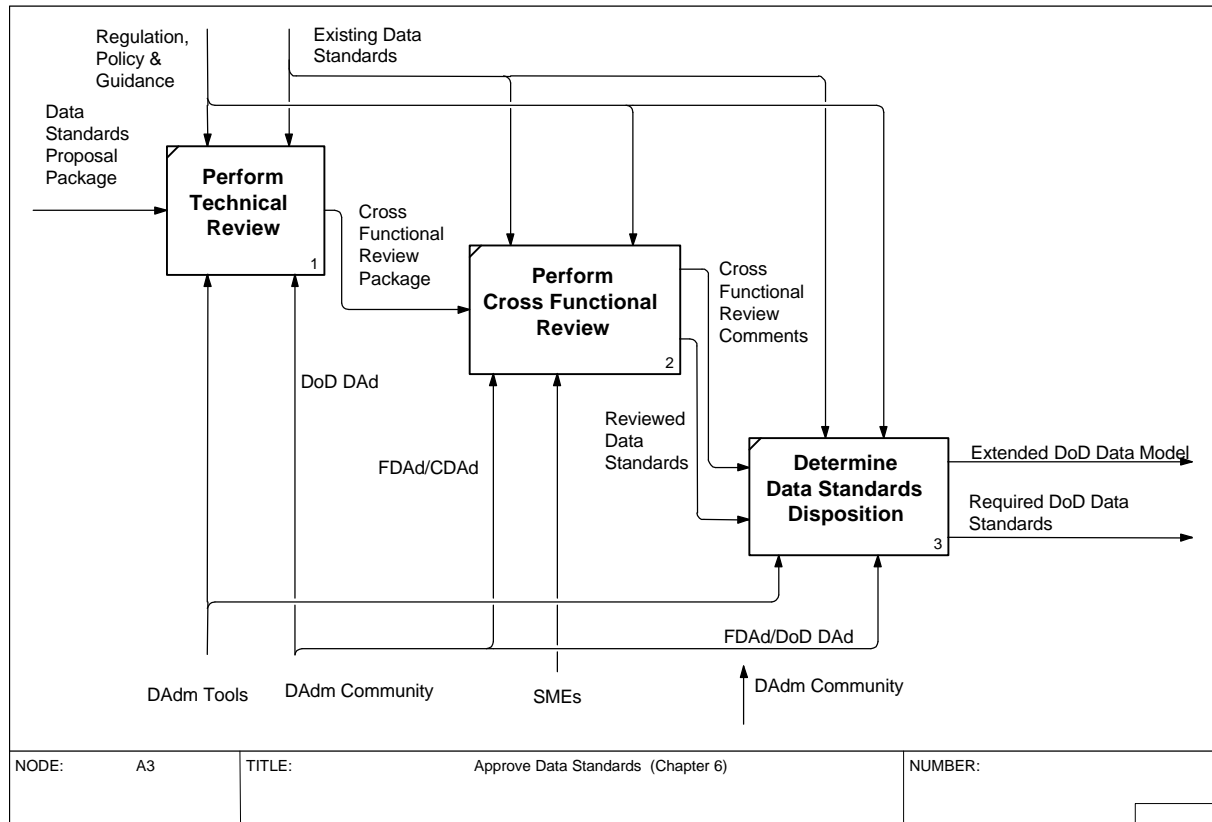 Regulation,
Policy &
Guidance
Existing Data
Standards
Data
Standards
Proposal
Package
Perform
Technical
Review
1
Cross
Functional
Review
Package
Perform
Cross Functional
Review
2
Cross
Functional
Review
Comments
DoD DAd
FDAd/CDAd
Reviewed
Data
Standards
Determine
Data Standards
Disposition
3
Extended DoD Data Model
Required DoD Data
Standards
FDAd/DoD DAd
DAdm Tools
DAdm Community
SMEs
DAdm Community
NODE: A3
TITLE: Approve Data Standards (Chapter 6)
NUMBER: